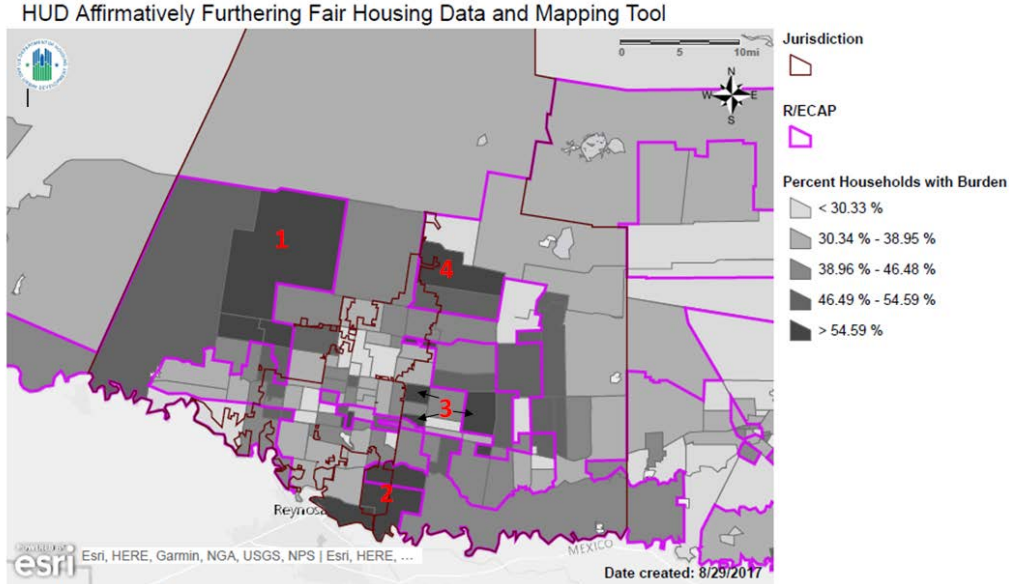 HUD Affirmatively Furthering Fair Housing Data and Mapping Tool
0 5 10mi
N
W E
S
Jurisdiction
R/ECAP
Percent Households with Burden
< 30.33 %
30.34 % - 38.95 %
38.96 % - 46.48 %
46.49 % - 54.59 %
> 54.59 %
1
4
3
2
MEXICO
esri
Esri, HERE, Garmin, NGA, USGS, NPS | Esri, HERE, ...
Date created: 8/29/2017